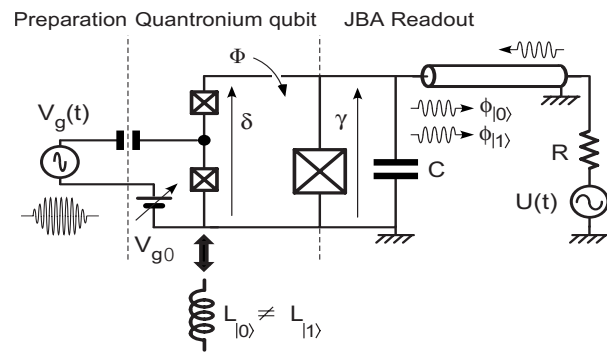 Preparation Quantronium qubit JBA Readout
Φ
V_g(t)
δ
γ
ϕ_|0⟩
ϕ_|1⟩
C
R
U(t)
V_g0
L_|0⟩ ≠ L_|1⟩